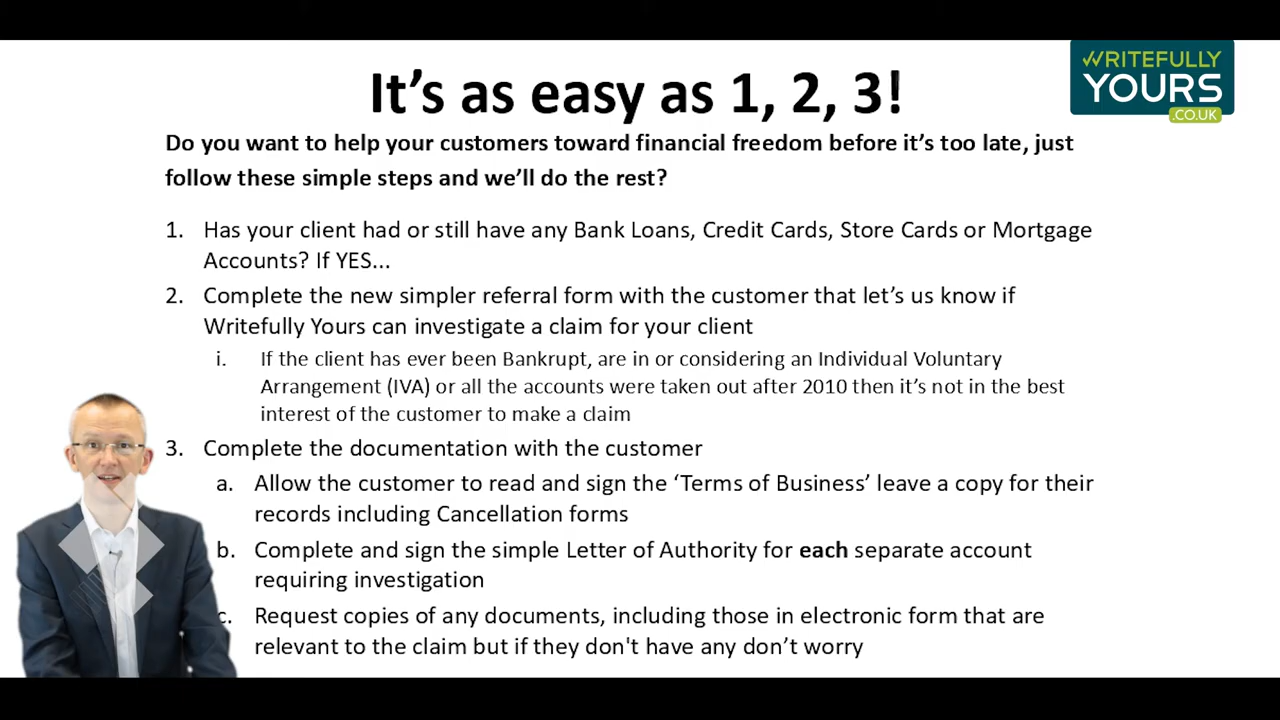 WRITEFULLY
YOURS
.CO.UK
It's as easy as 1, 2, 3!
Do you want to help your customers toward financial freedom before it's too late, just
follow these simple steps and we'll do the rest?
1. Has your client had or still have any Bank Loans, Credit Cards, Store Cards or Mortgage
Accounts? If YES...
2. Complete the new simpler referral form with the customer that let's us know if
Writefully Yours can investigate a claim for your client
i. If the client has ever been Bankrupt, are in or considering an Individual Voluntary
Arrangement (IVA) or all the accounts were taken out after 2010 then it's not in the best
interest of the customer to make a claim
3. Complete the documentation with the customer
a. Allow the customer to read and sign the ‘Terms of Business’ leave a copy for their
records including Cancellation forms
b. Complete and sign the simple Letter of Authority for each separate account
requiring investigation
c. Request copies of any documents, including those in electronic form that are
relevant to the claim but if they don't have any don't worry